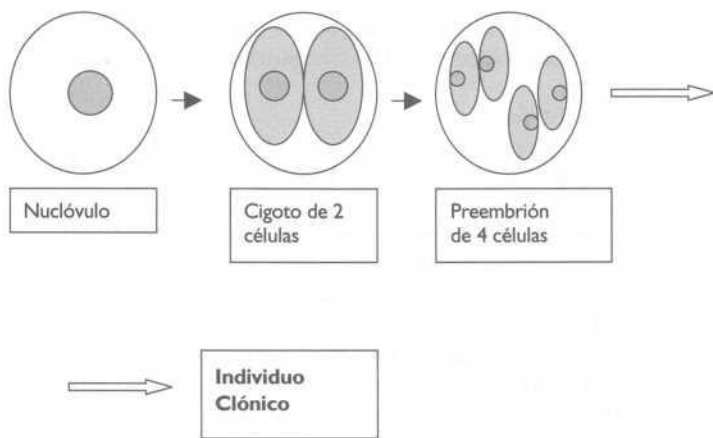 Nuclóvulo
Cigoto de 2
células
Preembrión
de 4 células
Individuo
Clónico